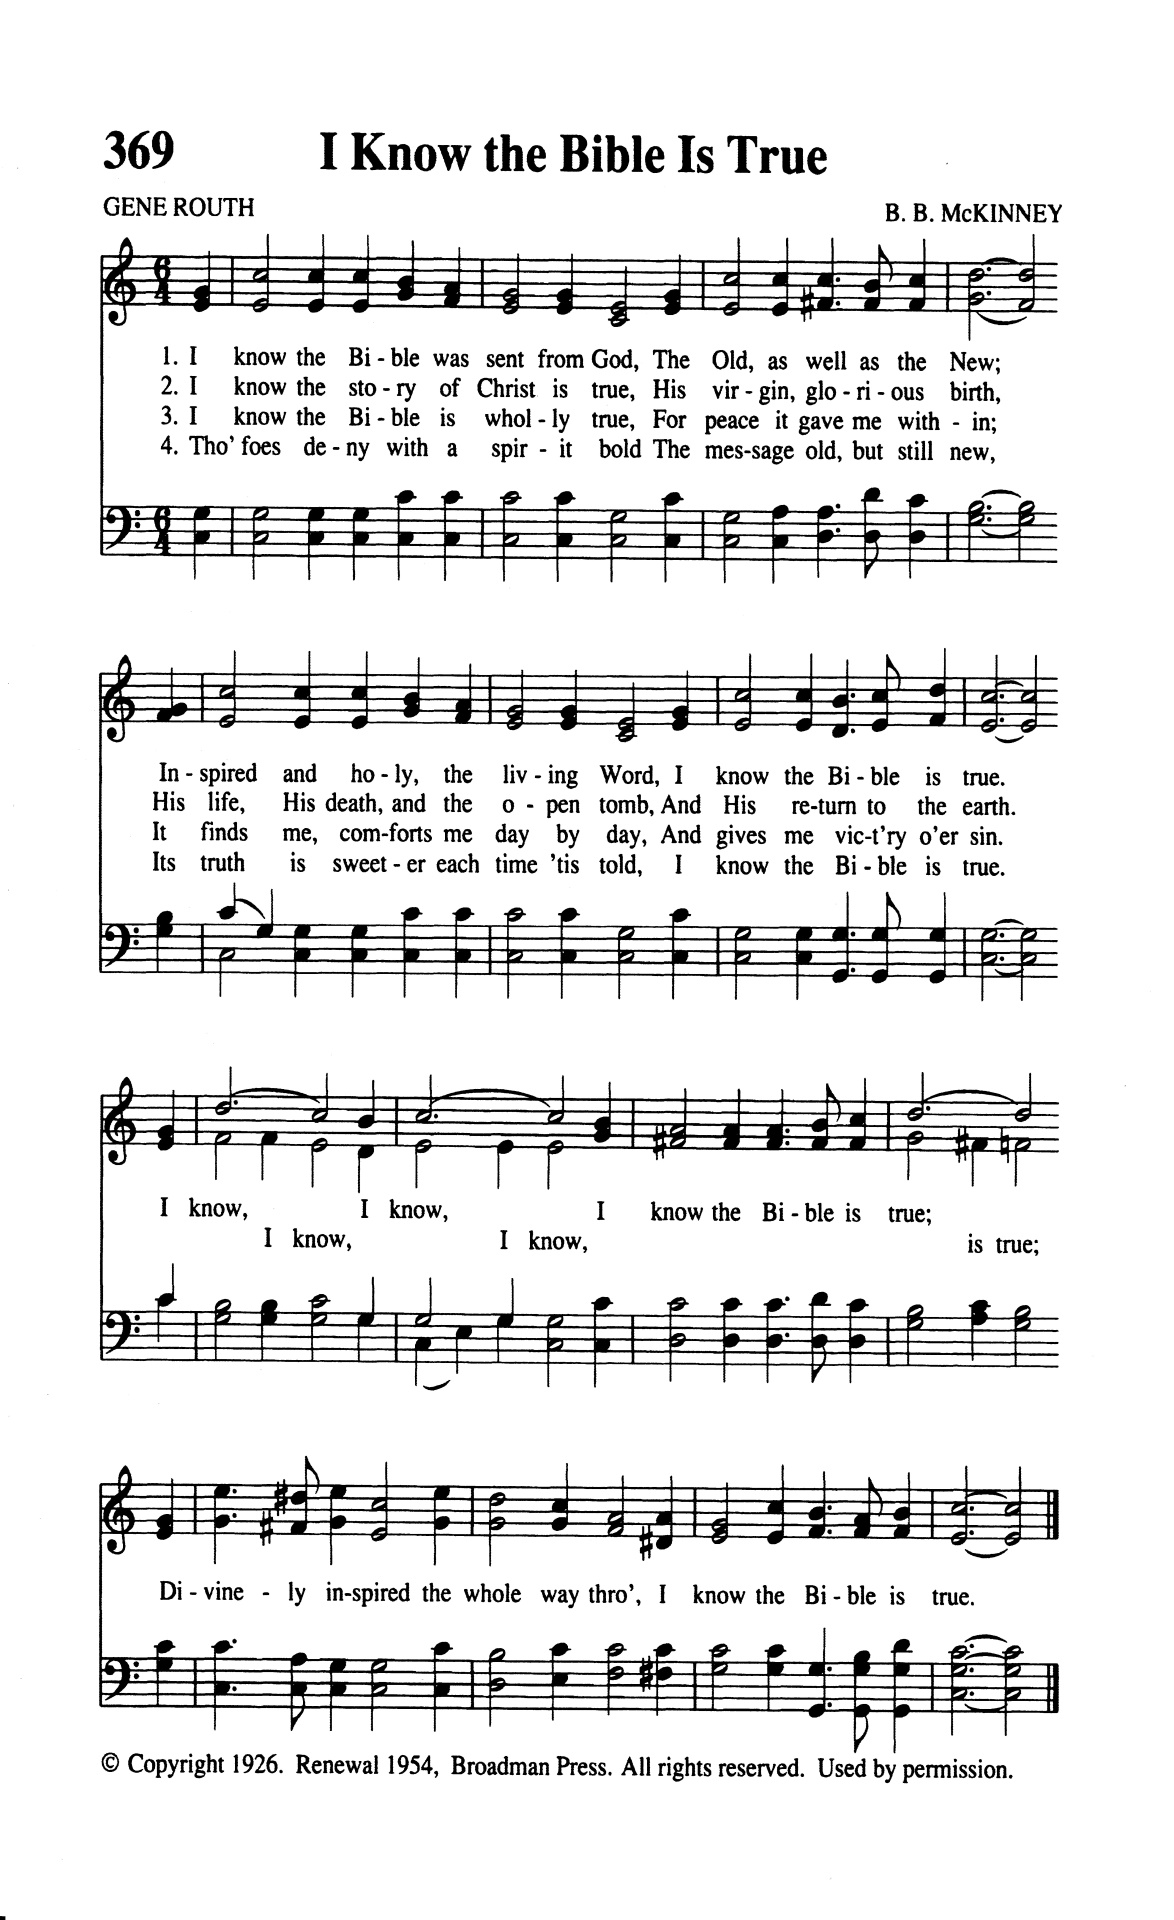 369 I Know the Bible Is True
GENE ROUTH B. B. McKINNEY
1. I know the Bi - ble was sent from God, The Old, as well as the New;
2. I know the sto - ry of Christ is true, His vir - gin, glo - ri - ous birth,
3. I know the Bi - ble is whol - ly true, For peace it gave me with - in;
4. Tho' foes de - ny with a spir - it bold The mes-sage old, but still new,
In - spired and ho - ly, the liv - ing Word, I know the Bi - ble is true.
His life, His death, and the o - pen tomb, And His re-turn to the earth.
It finds me, com-forts me day by day, And gives me vic-t'ry o'er sin.
Its truth is sweet - er each time 'tis told, I know the Bi - ble is true.
I know, I know, I know the Bi - ble is true;
I know, I know, is true;
Di - vine - ly in-spired the whole way thro', I know the Bi - ble is true.
© Copyright 1926. Renewal 1954, Broadman Press. All rights reserved. Used by permission.